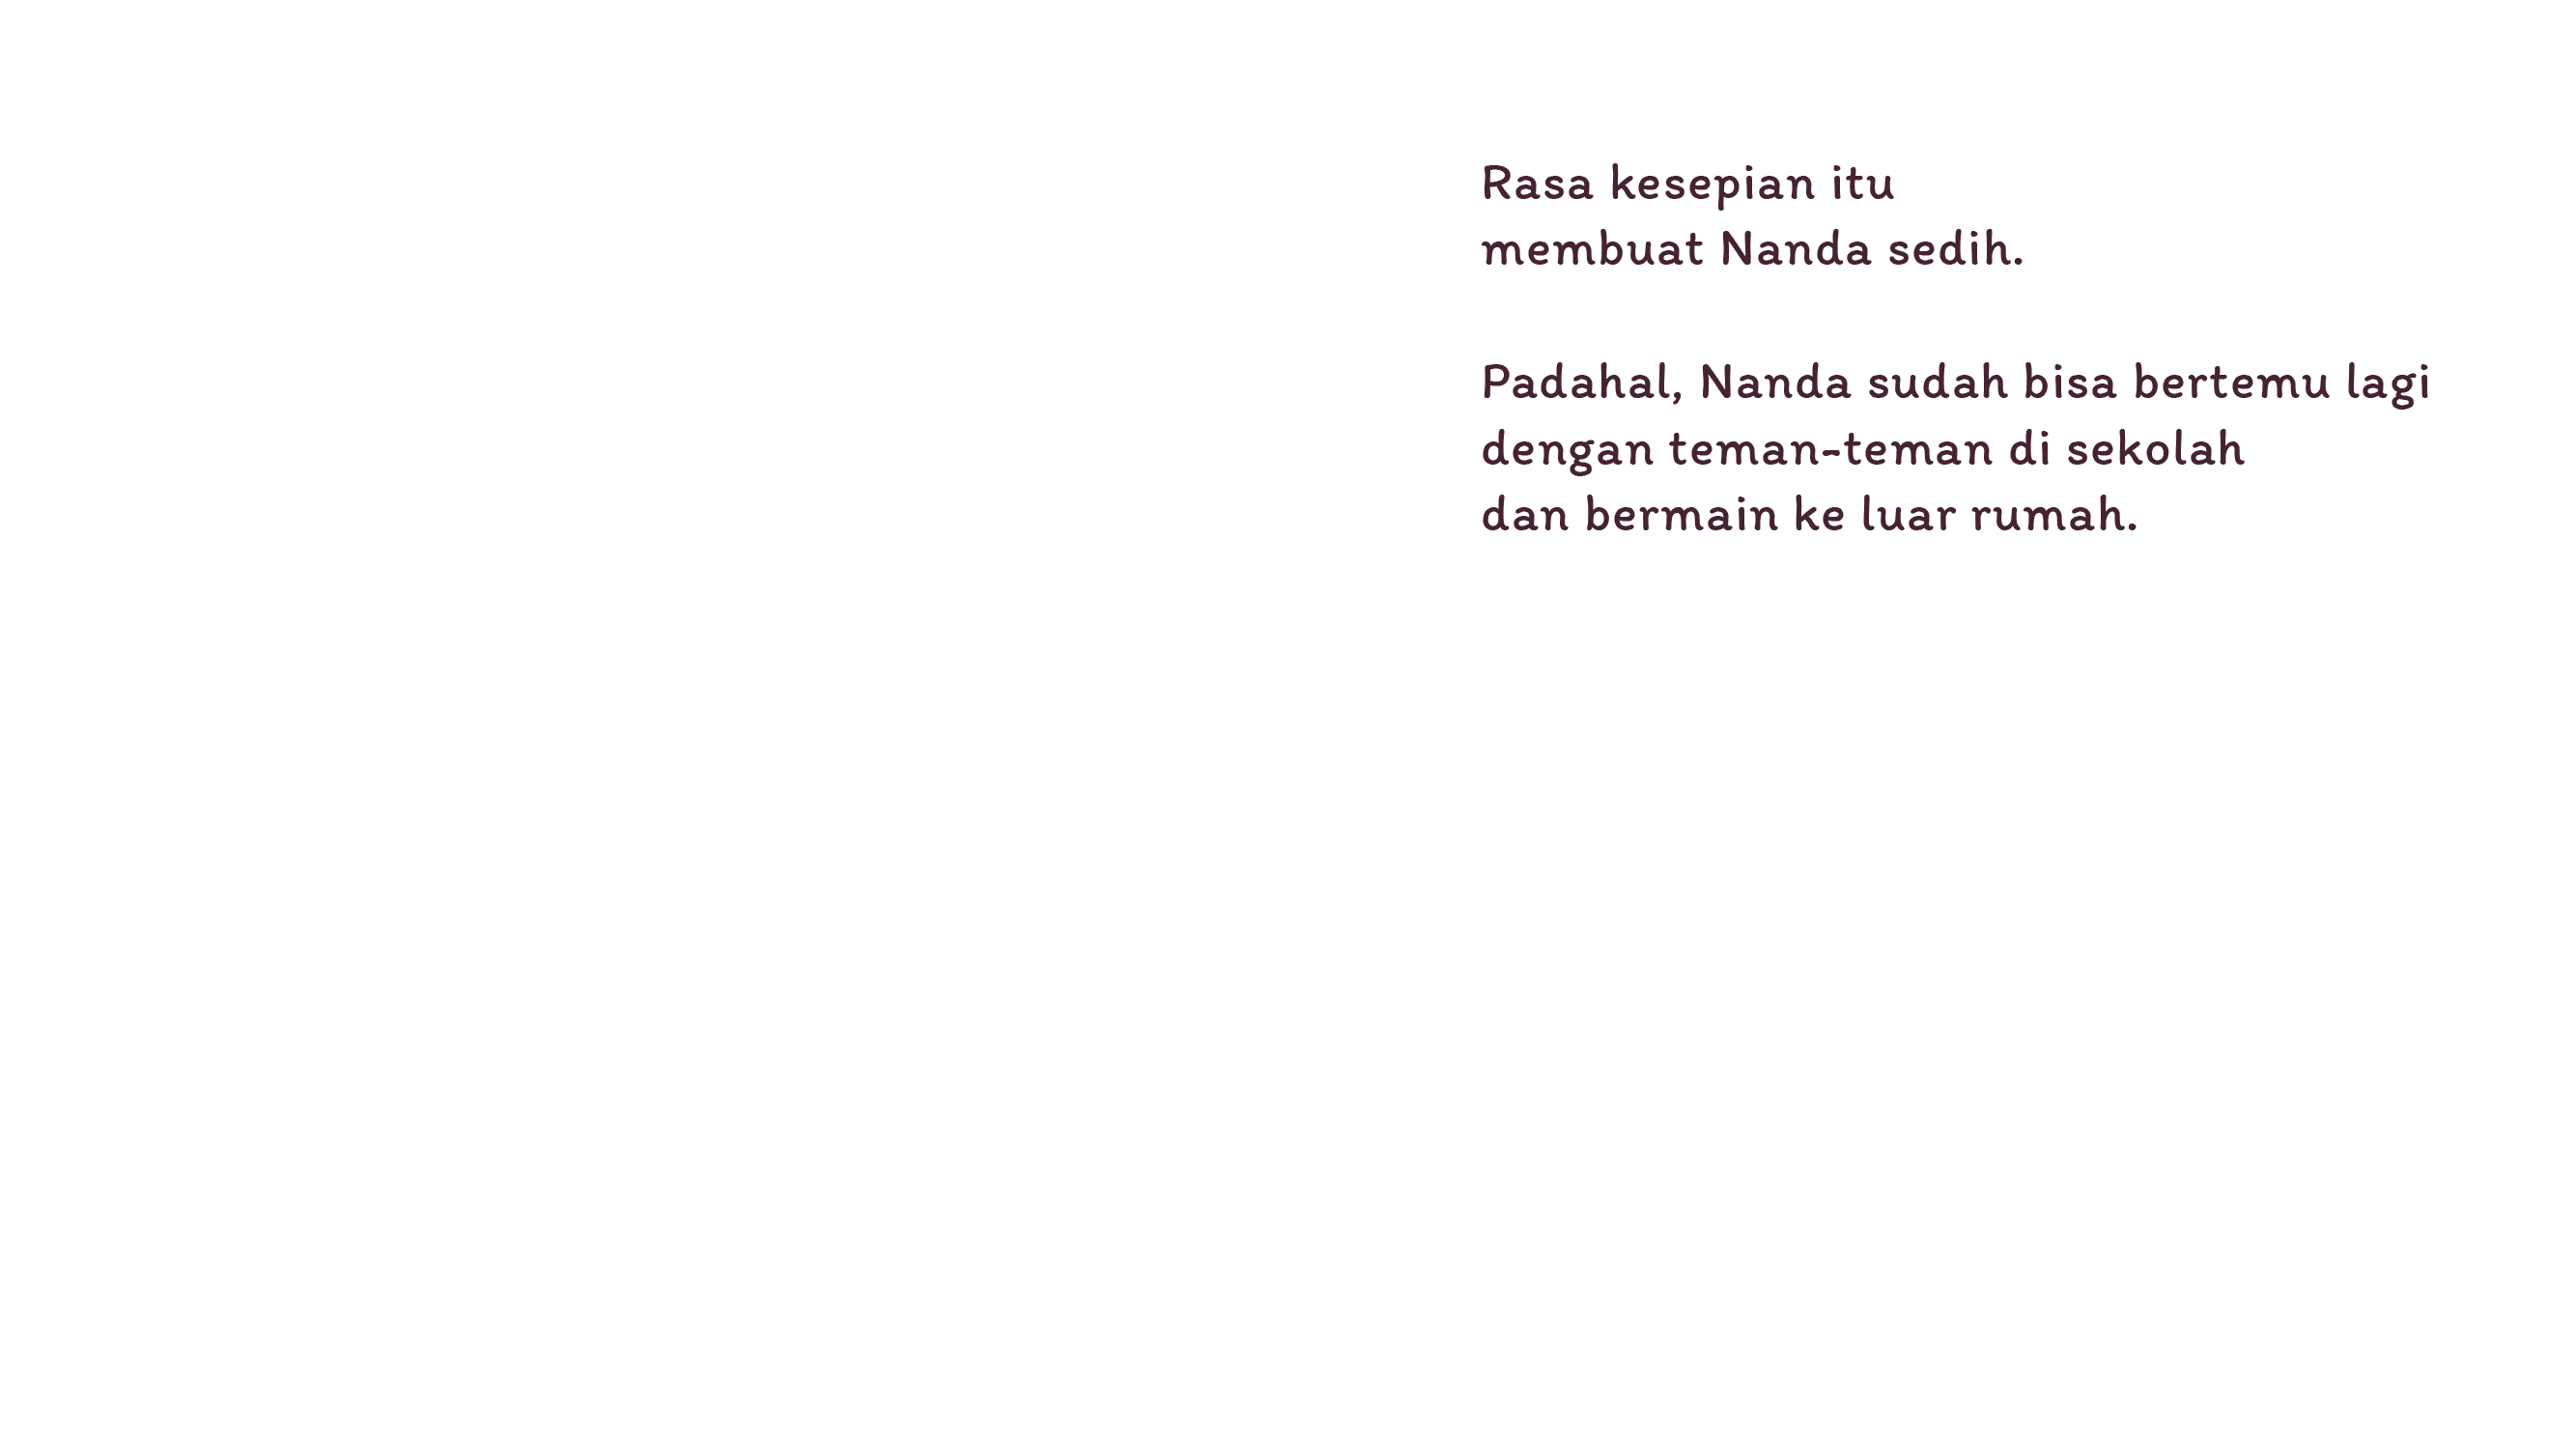 Rasa kesepian itu
membuat Nanda sedih.
Padahal, Nanda sudah bisa bertemu lagi
dengan teman-teman di sekolah
dan bermain ke luar rumah.